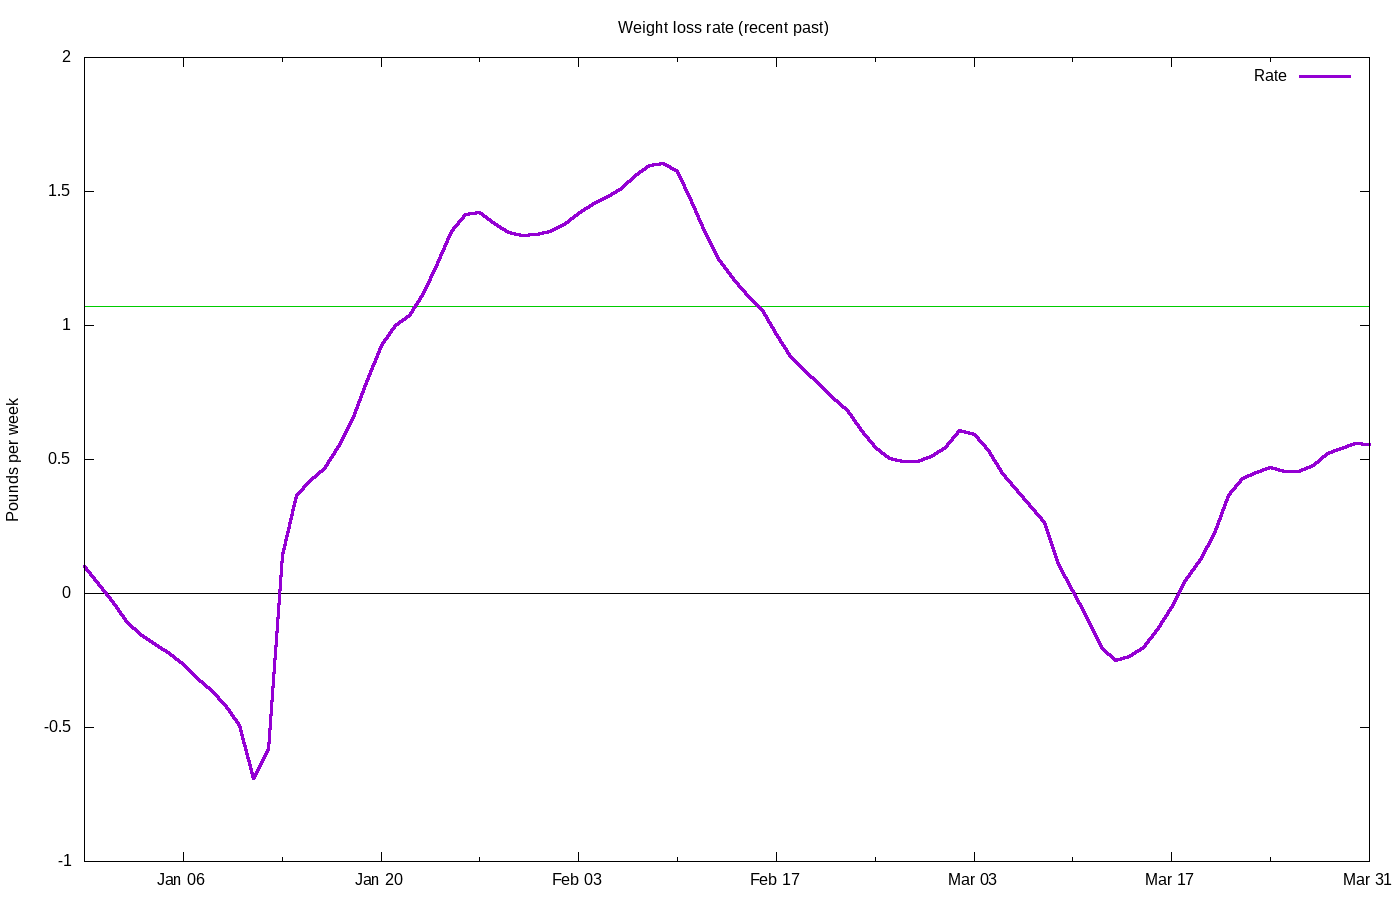 Weight loss rate (recent past)
Rate
Pounds per week
2
1.5
1
0.5
0
-0.5
-1
Jan 06
Jan 20
Feb 03
Feb 17
Mar 03
Mar 17
Mar 31